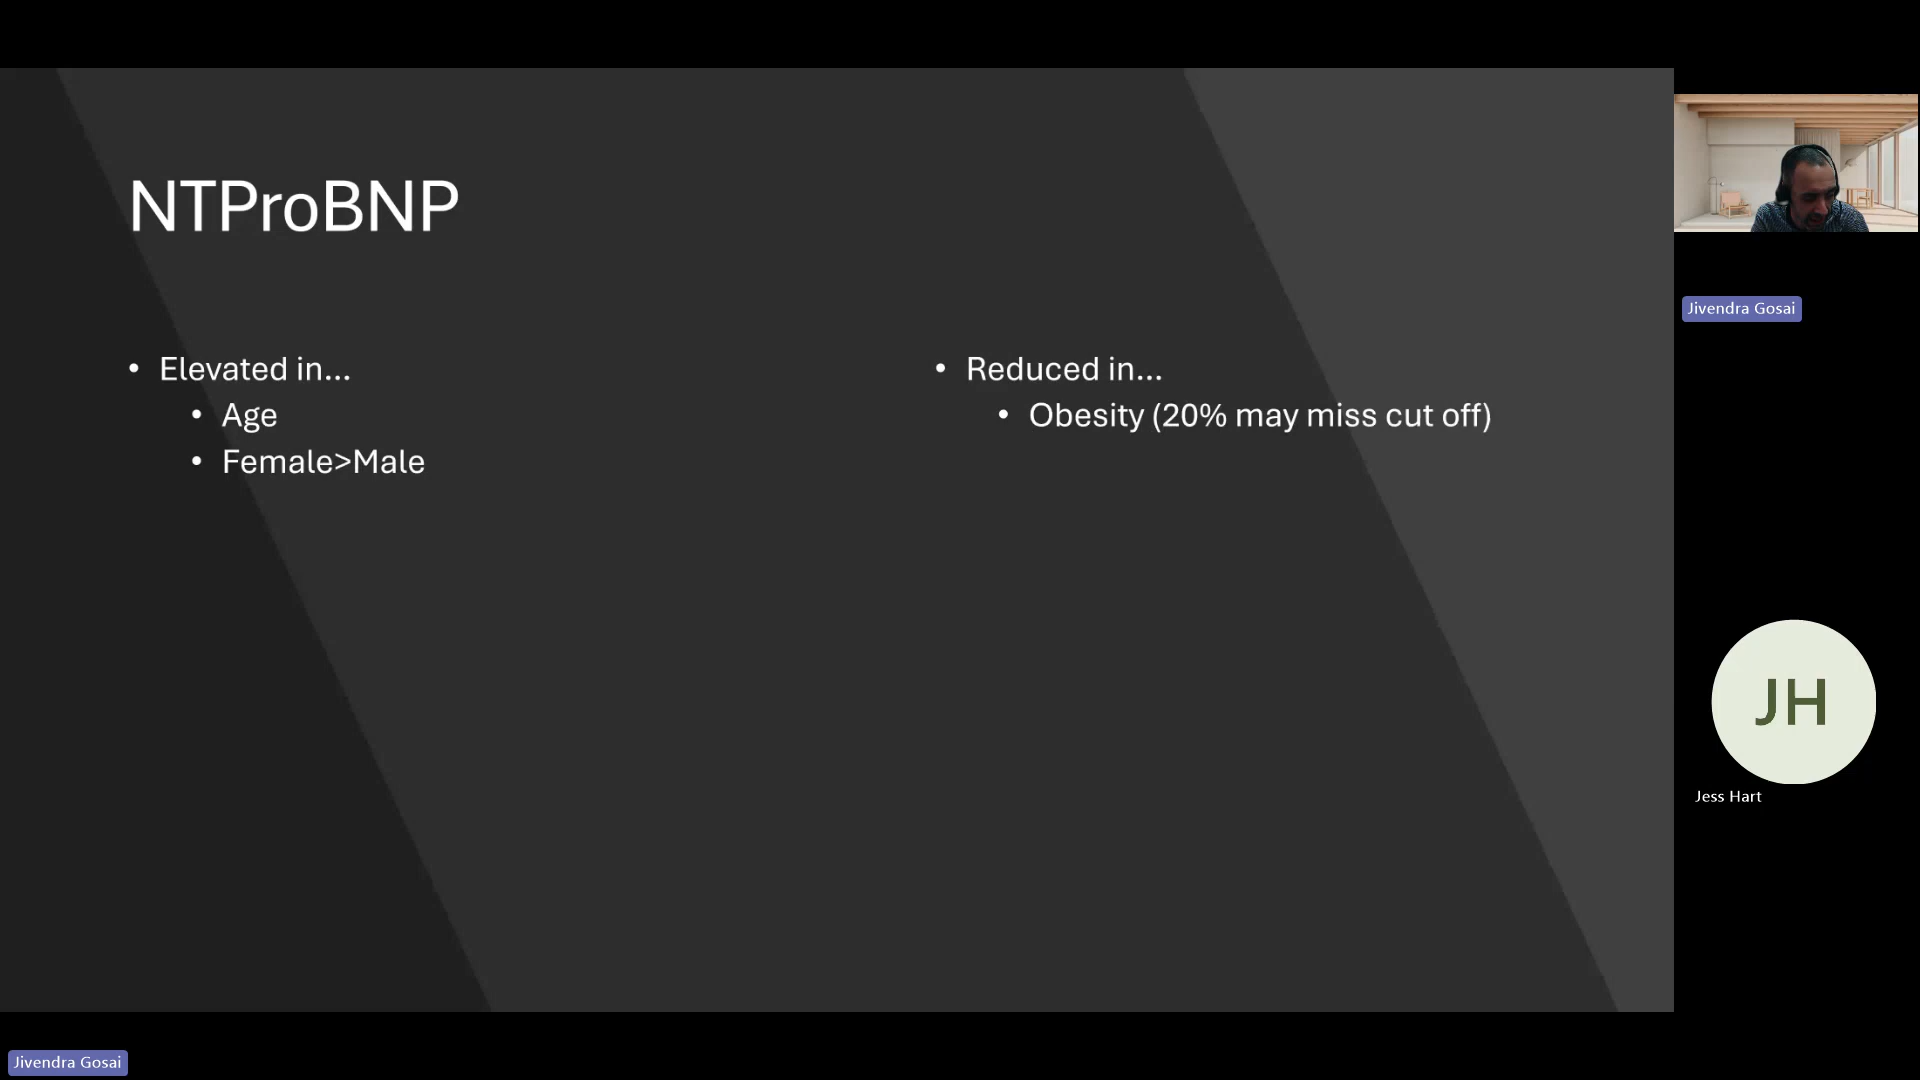 NTProBNP
• Elevated in...
• Age
• Female>Male
• Reduced in...
• Obesity (20% may miss cut off)
Jivendra Gosai
JH
Jess Hart
Jivendra Gosai